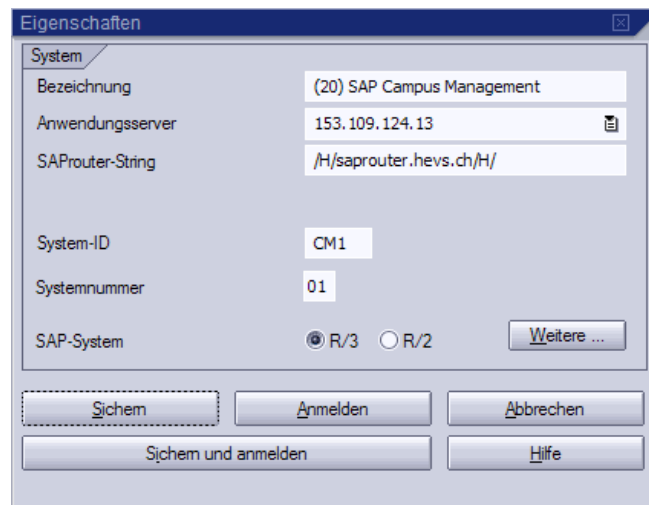 Eigenschaften
System
Bezeichnung (20) SAP Campus Management
Anwendungsserver 153.109.124.13
SAProuter-String /H/saprouter.hevs.ch/H/
System-ID CM1
Systemnummer 01
SAP-System R/3 R/2 Weitere ...
Sichern Anmelden Abbrechen
Sichern und anmelden Hilfe